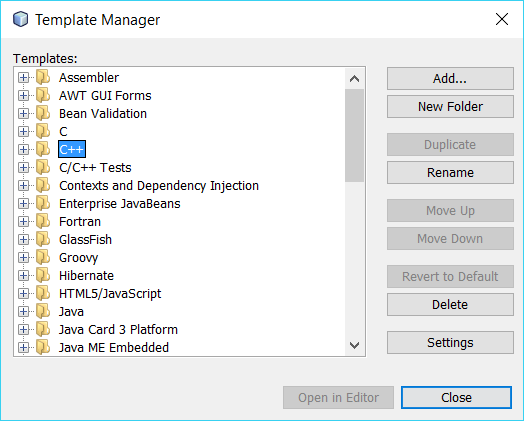 Template Manager
Templates:
Assembler
AWT GUI Forms
Bean Validation
C
C++
C/C++ Tests
Contexts and Dependency Injection
Enterprise JavaBeans
Fortran
GlassFish
Groovy
Hibernate
HTML5/JavaScript
Java
Java Card 3 Platform
Java ME Embedded
Add...
New Folder
Duplicate
Rename
Move Up
Move Down
Revert to Default
Delete
Settings
Open in Editor
Close